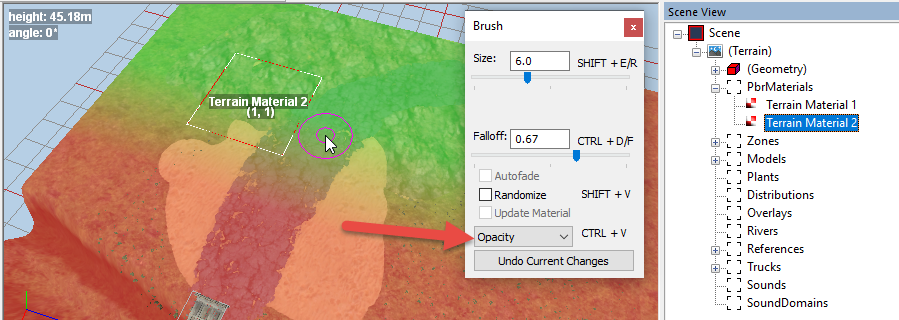 height: 45.18m
angle: 0*
Terrain Material 2
(1, 1)
Brush
x
Size:
6.0
SHIFT + E/R
Falloff:
0.67
CTRL + D/F
Autofade
Randomize
SHIFT + V
Update Material
Opacity
CTRL + V
Undo Current Changes
Scene View
Scene
(Terrain)
(Geometry)
PbrMaterials
Terrain Material 1
Terrain Material 2
Zones
Models
Plants
Distributions
Overlays
Rivers
References
Trucks
Sounds
SoundDomains